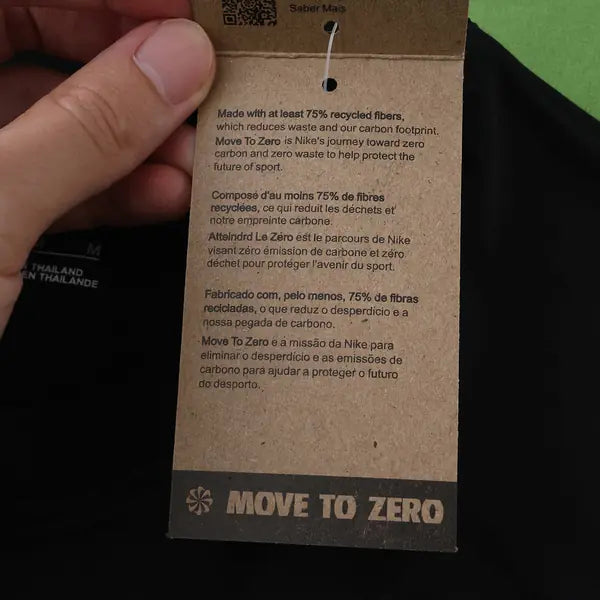 Saber Mais
Made with at least 75% recycled fibers,
which reduces waste and our carbon footprint.
Move To Zero is Nike's journey toward zero
carbon and zero waste to help protect the
future of sport.
Composé d'au moins 75% de fibres
recyclées, ce qui reduit les déchets et
notre empreinte carbone.
Atteindrd Le Zéro est le parcours de Nike
visant zéro émission de carbone et zéro
déchet pour protéger l'avenir du sport.
M
THAILAND
EN THAILANDE
Fabricado com, pelo menos, 75% de fibras
recicladas, o que reduz o desperdício e a
nossa pegada de carbono.
Move To Zero é a missão da Nike para
eliminar o desperdício e as emissões de
carbono para ajudar a proteger o futuro
do desporto.
MOVE TO ZERO